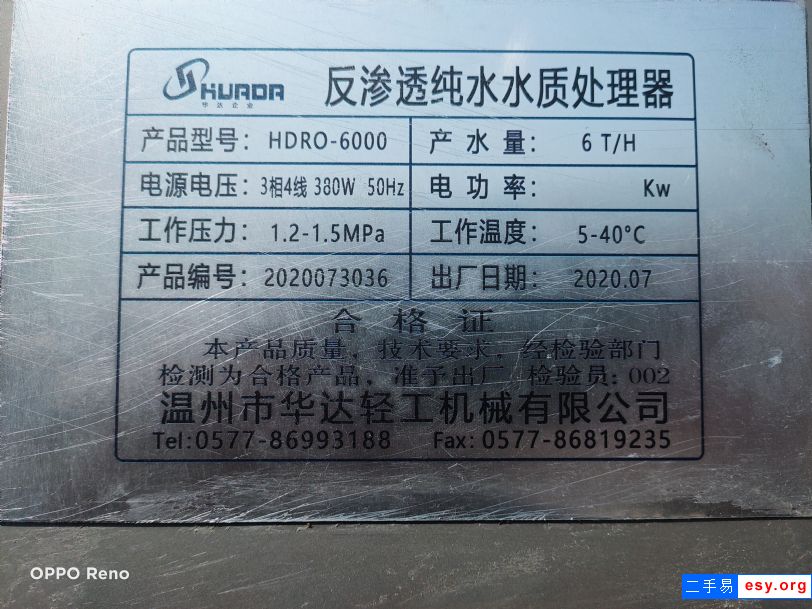 HUADA 反渗透纯水水质处理器
华达企业
产品型号: HDRO-6000 产水量: 6 T/H
电源电压: 3相4线 380W 50Hz 电功率: Kw
工作压力: 1.2-1.5MPa 工作温度: 5-40°C
产品编号: 2020073036 出厂日期: 2020.07
合格证
本产品质量，技术要求，经检验部门
检测为合格产品，准予出厂 检验员: 002
温州市华达轻工机械有限公司
Tel:0577-86993188 Fax: 0577-86819235
OPPO Reno
二手易 esy.org